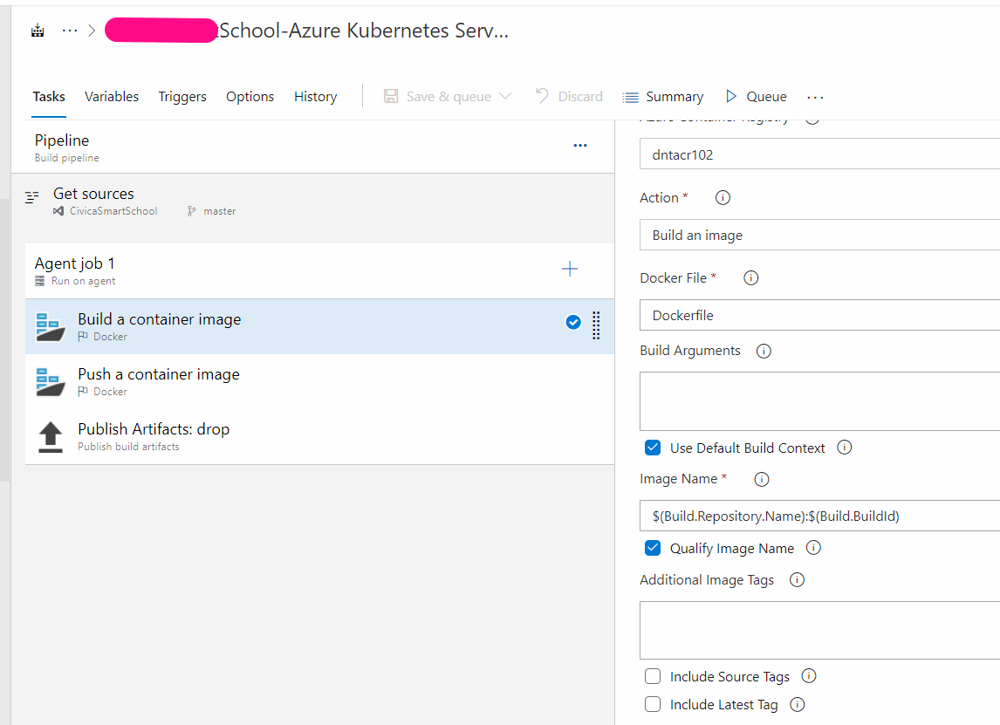 ... > School-Azure Kubernetes Serv...
Tasks Variables Triggers Options History Save & queue Discard Summary Queue ...
Pipeline
Build pipeline
Get sources
CivicaSmartSchool master
Agent job 1
Run on agent
Build a container image
Docker
Push a container image
Docker
Publish Artifacts: drop
Publish build artifacts
Azure Container Registry
dntacr102
Action *
Build an image
Docker File *
Dockerfile
Build Arguments
Use Default Build Context
Image Name *
$(Build.Repository.Name):$(Build.BuildId)
Qualify Image Name
Additional Image Tags
Include Source Tags
Include Latest Tag